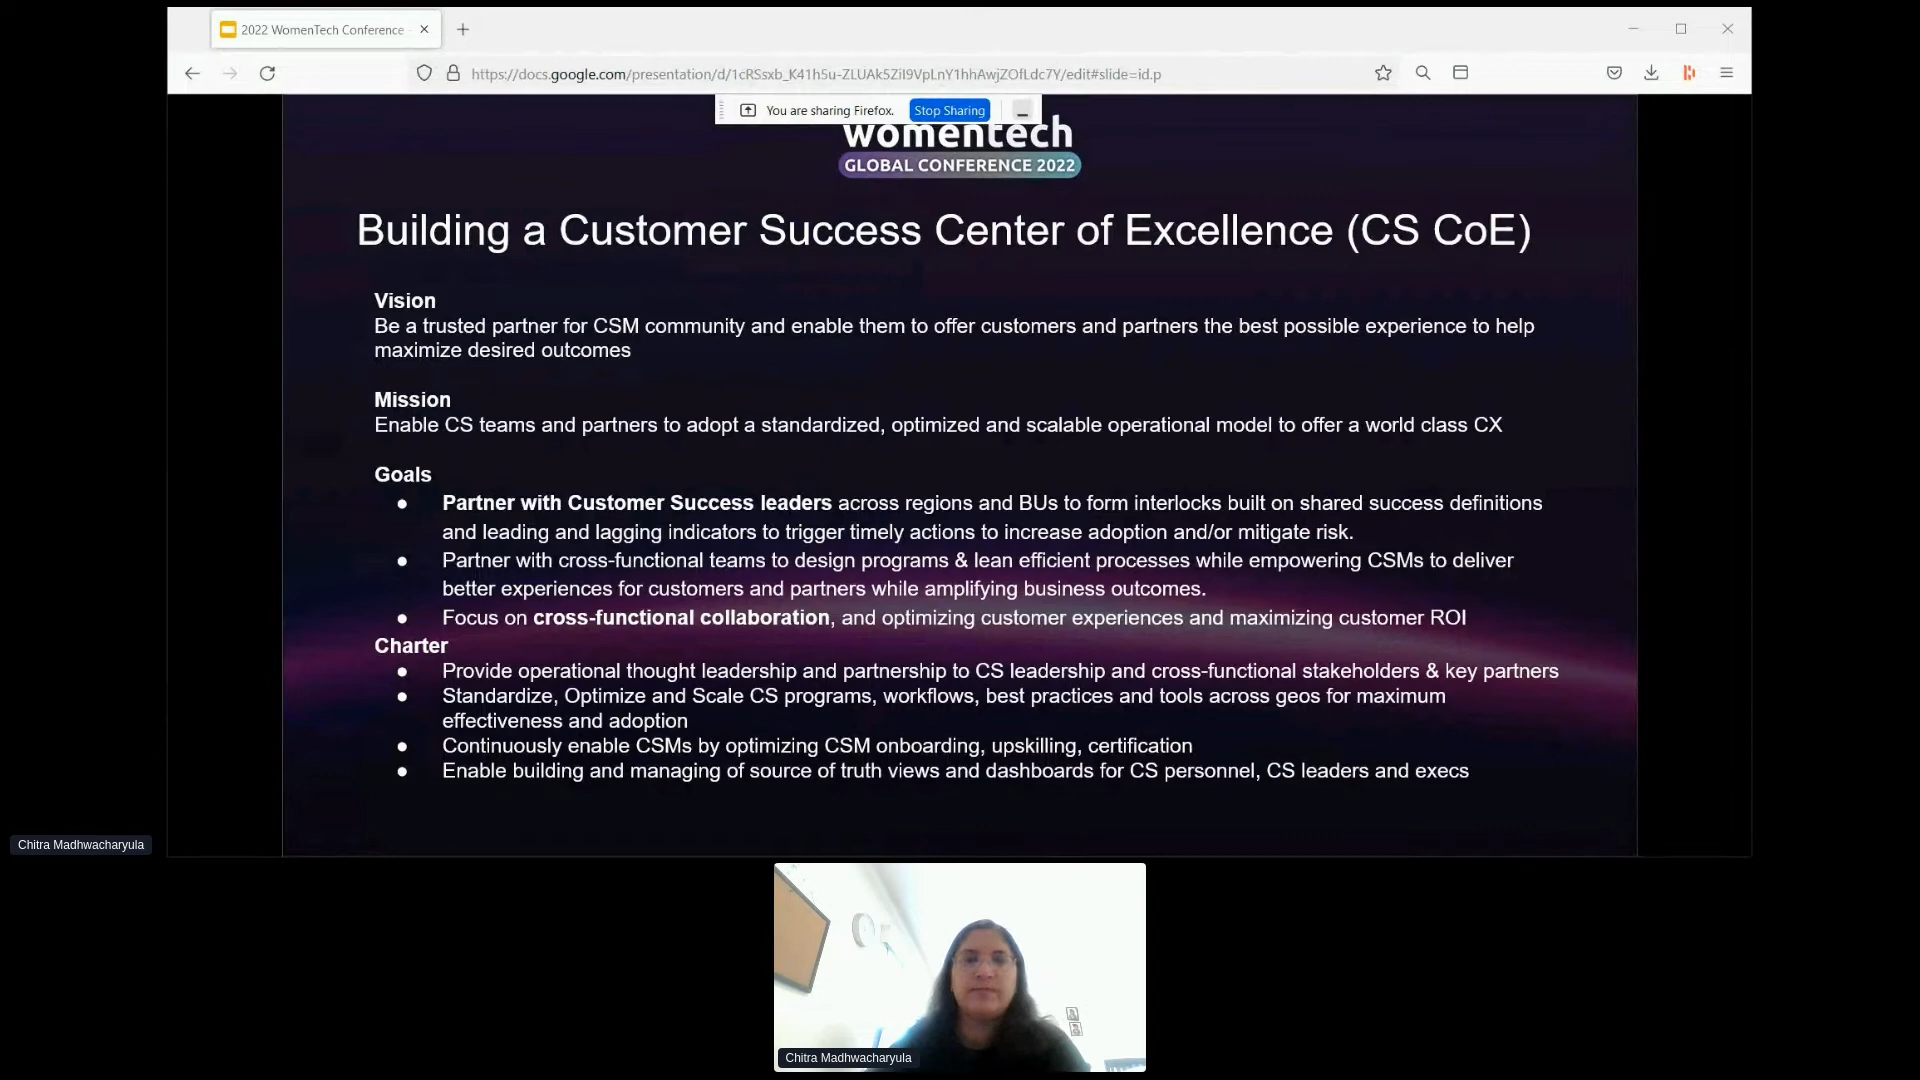 2022 WomenTech Conference
https://docs.google.com/presentation/d/1cRSsxb_K41h5u-ZLUAk5ZiI9VpLnY1hhAwjZOfLdc7Y/edit#slide=id.p
You are sharing Firefox. Stop Sharing
womentech
GLOBAL CONFERENCE 2022
Building a Customer Success Center of Excellence (CS CoE)
Vision
Be a trusted partner for CSM community and enable them to offer customers and partners the best possible experience to help
maximize desired outcomes
Mission
Enable CS teams and partners to adopt a standardized, optimized and scalable operational model to offer a world class CX
Goals
● Partner with Customer Success leaders across regions and BUs to form interlocks built on shared success definitions
and leading and lagging indicators to trigger timely actions to increase adoption and/or mitigate risk.
● Partner with cross-functional teams to design programs & lean efficient processes while empowering CSMs to deliver
better experiences for customers and partners while amplifying business outcomes.
● Focus on cross-functional collaboration, and optimizing customer experiences and maximizing customer ROI
Charter
● Provide operational thought leadership and partnership to CS leadership and cross-functional stakeholders & key partners
● Standardize, Optimize and Scale CS programs, workflows, best practices and tools across geos for maximum
effectiveness and adoption
● Continuously enable CSMs by optimizing CSM onboarding, upskilling, certification
● Enable building and managing of source of truth views and dashboards for CS personnel, CS leaders and execs
Chitra Madhwacharyula
Chitra Madhwacharyula